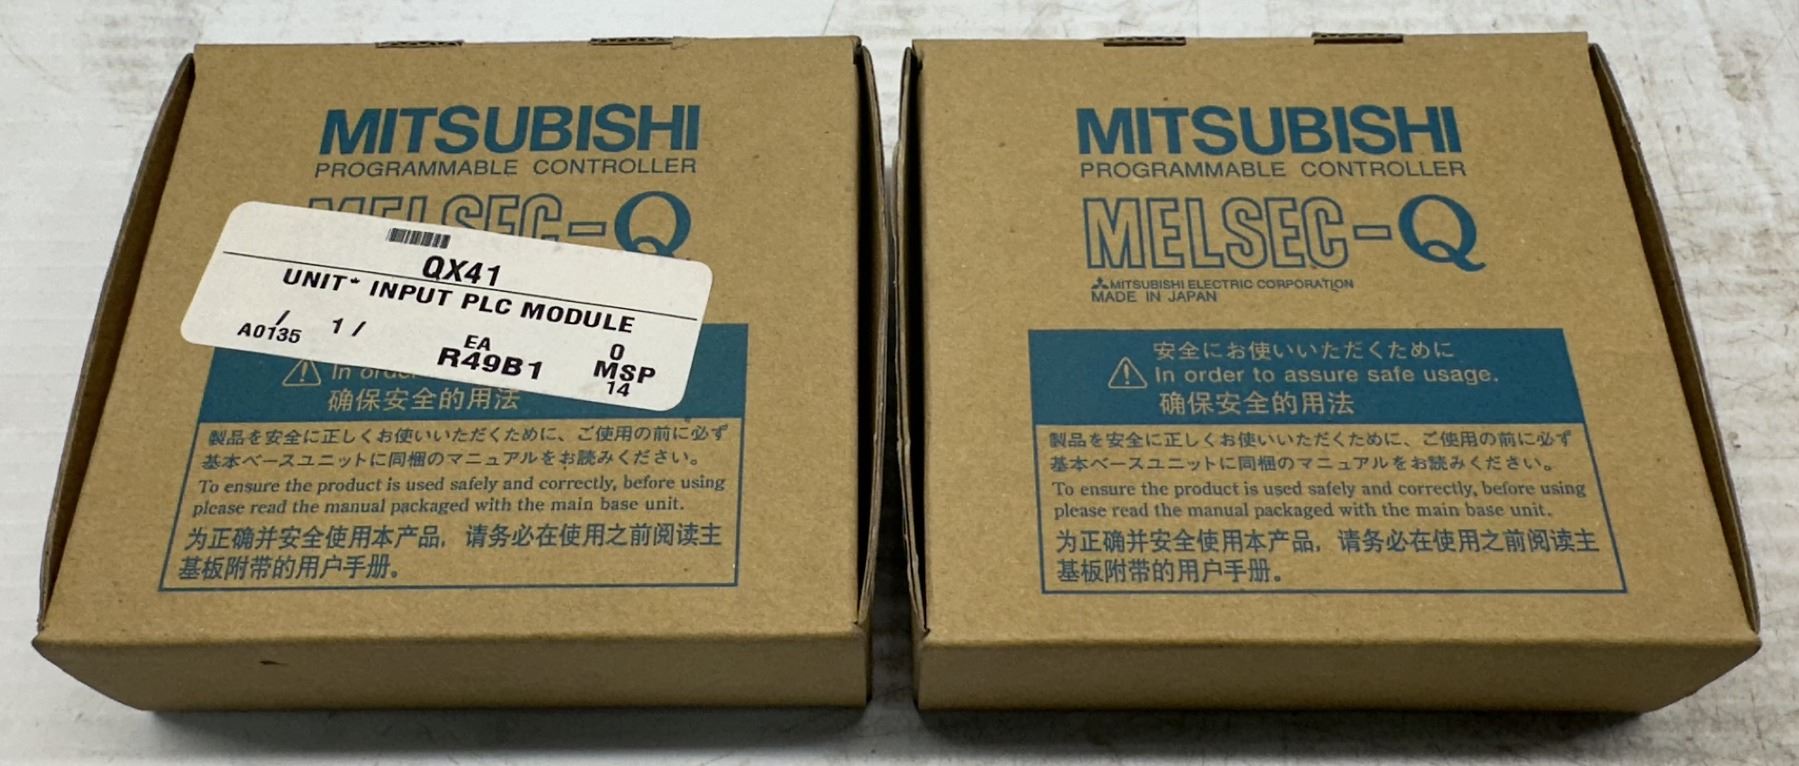 MITSUBISHI
PROGRAMMABLE CONTROLLER
MELSEC-Q
QX41
UNIT* INPUT PLC MODULE
/ 1 / EA 0
A0135 R49B1 MSP
14
In order
确保安全的用法
製品を安全に正しくお使いいただくために、ご使用の前に必ず
基本ベースユニットに同梱のマニュアルをお読みください。
To ensure the product is used safely and correctly, before using
please read the manual packaged with the main base unit.
为正确并安全使用本产品, 请务必在使用之前阅读主
基板附带的用户手册。
MITSUBISHI
PROGRAMMABLE CONTROLLER
MELSEC-Q
MITSUBISHI ELECTRIC CORPORATION
MADE IN JAPAN
安全にお使いいただくために
In order to assure safe usage.
确保安全的用法
製品を安全に正しくお使いいただくために、ご使用の前に必ず
基本ベースユニットに同梱のマニュアルをお読みください。
To ensure the product is used safely and correctly, before using
please read the manual packaged with the main base unit.
为正确并安全使用本产品, 请务必在使用之前阅读主
基板附带的用户手册。